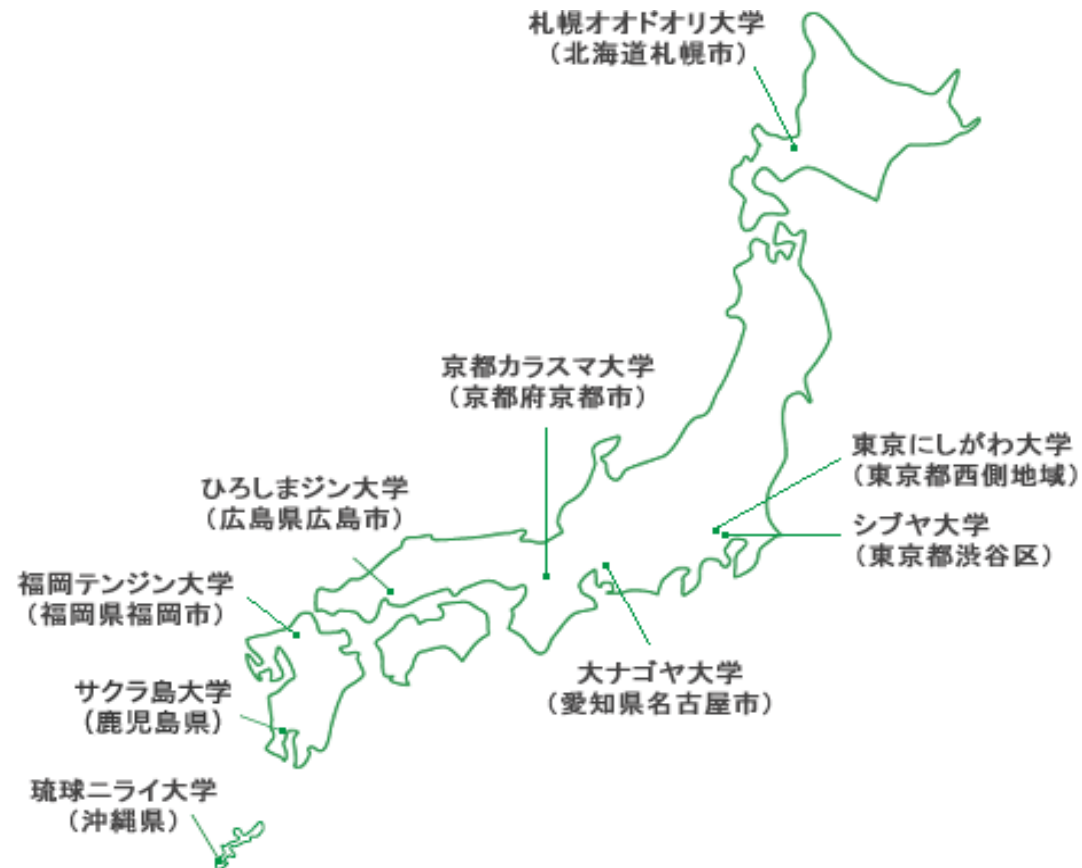 札幌オオドオリ大学
（北海道札幌市）
京都カラスマ大学
（京都府京都市）
東京にしがわ大学
（東京都西側地域）
ひろしまジン大学
（広島県広島市）
シブヤ大学
（東京都渋谷区）
福岡テンジン大学
（福岡県福岡市）
大ナゴヤ大学
（愛知県名古屋市）
サクラ島大学
（鹿児島県）
琉球ニライ大学
（沖縄県）